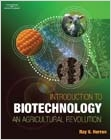 INTRODUCTION TO
BIOTECHNOLOGY
AN AGRICULTURAL REVOLUTION
Ray V. Herren